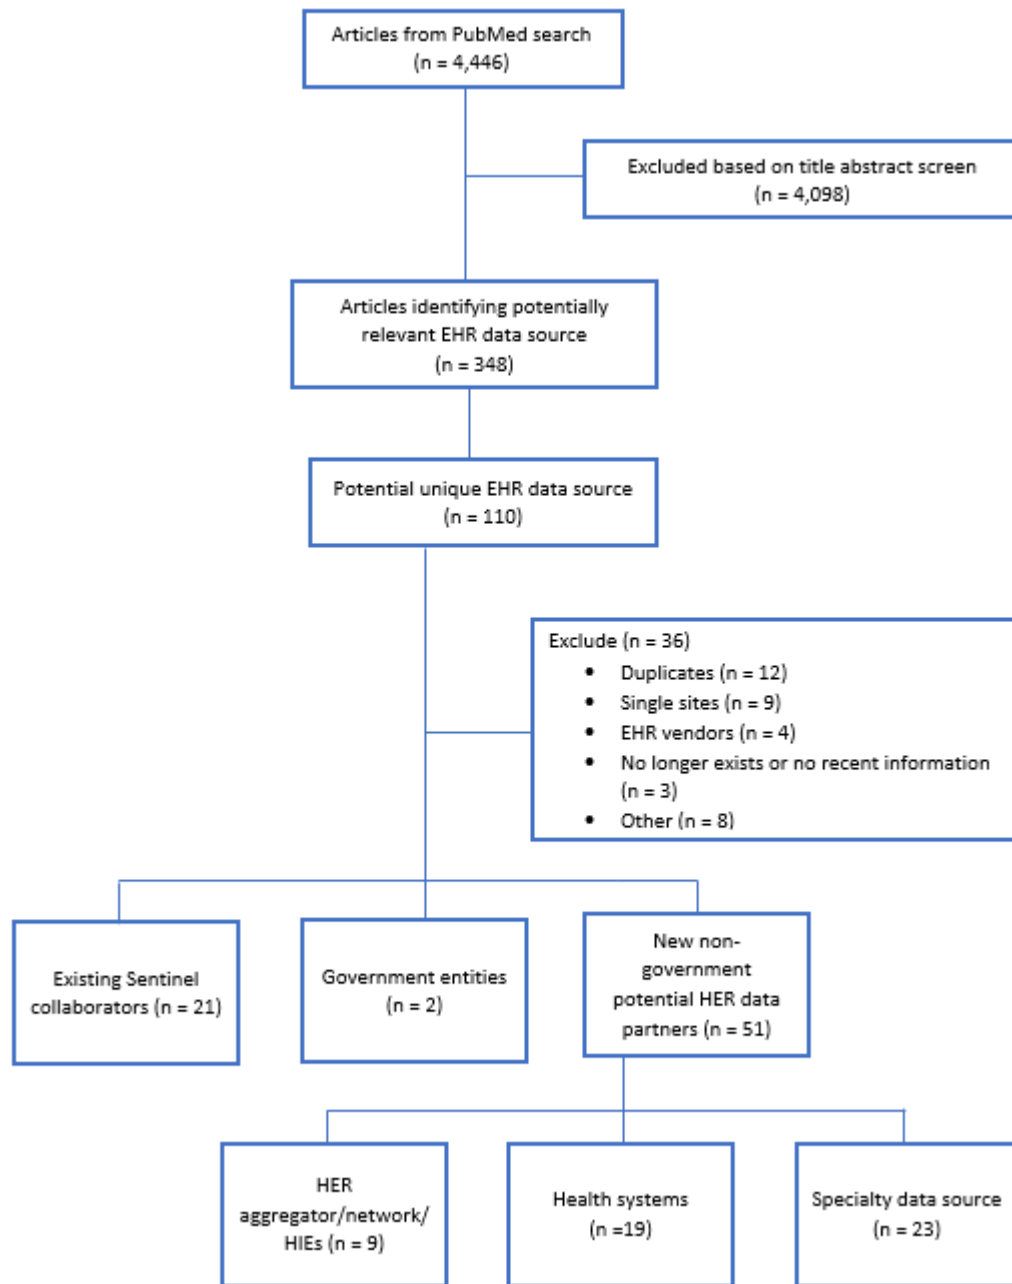 Articles from PubMed search
(n = 4,446)
Excluded based on title abstract screen
(n = 4,098)
Articles identifying potentially
relevant EHR data source
(n = 348)
Potential unique EHR data source
(n = 110)
Exclude (n = 36)
• Duplicates (n = 12)
• Single sites (n = 9)
• EHR vendors (n = 4)
• No longer exists or no recent information
(n = 3)
• Other (n = 8)
Existing Sentinel
collaborators (n = 21)
Government entities
(n = 2)
New non-
government
potential HER data
partners (n = 51)
HER
aggregator/network/
HIEs (n = 9)
Health systems
(n =19)
Specialty data source
(n = 23)